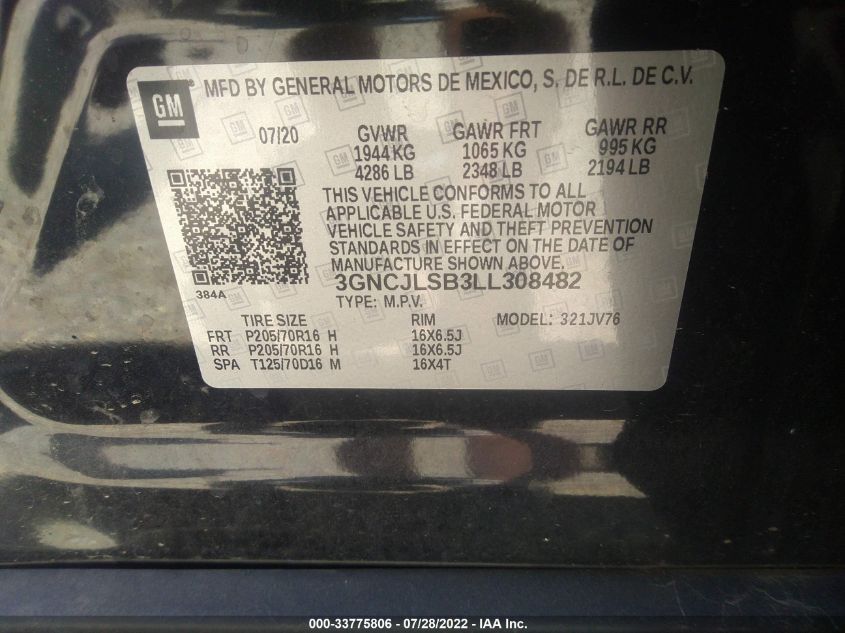 GM
MFD BY GENERAL MOTORS DE MEXICO, S. DE R.L. DE C.V.
07/20 GVWR GAWR FRT GAWR RR
1944 KG 1065 KG 995 KG
4286 LB 2348 LB 2194 LB
THIS VEHICLE CONFORMS TO ALL
APPLICABLE U.S. FEDERAL MOTOR
VEHICLE SAFETY AND THEFT PREVENTION
STANDARDS IN EFFECT ON THE DATE OF
MANUFACTURE SHOWN ABOVE.
384A
3GNCJLSB3LL308482
TYPE: M.P.V.
TIRE SIZE RIM MODEL: 321JV76
FRT P205/70R16 H 16X6.5J
RR P205/70R16 H 16X6.5J
SPA T125/70D16 M 16X4T
000-33775806 - 07/28/2022 - IAA Inc.